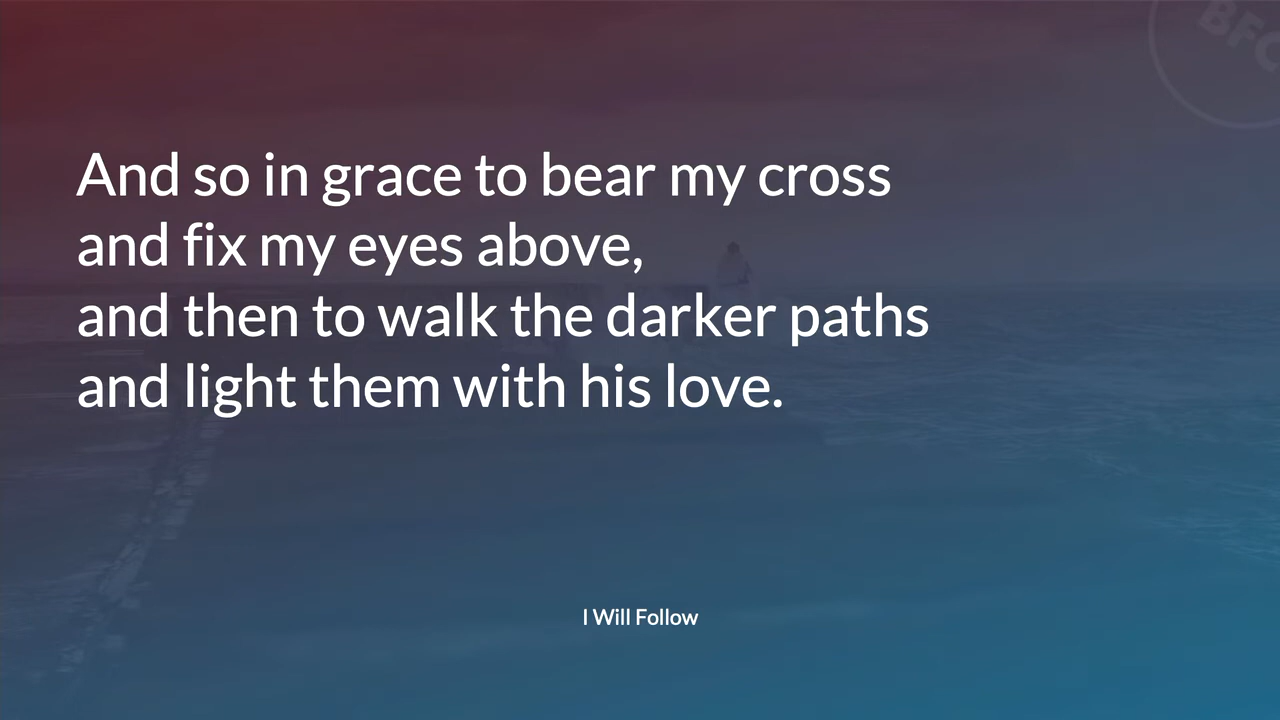 BFC
And so in grace to bear my cross
and fix my eyes above,
and then to walk the darker paths
and light them with his love.
I Will Follow